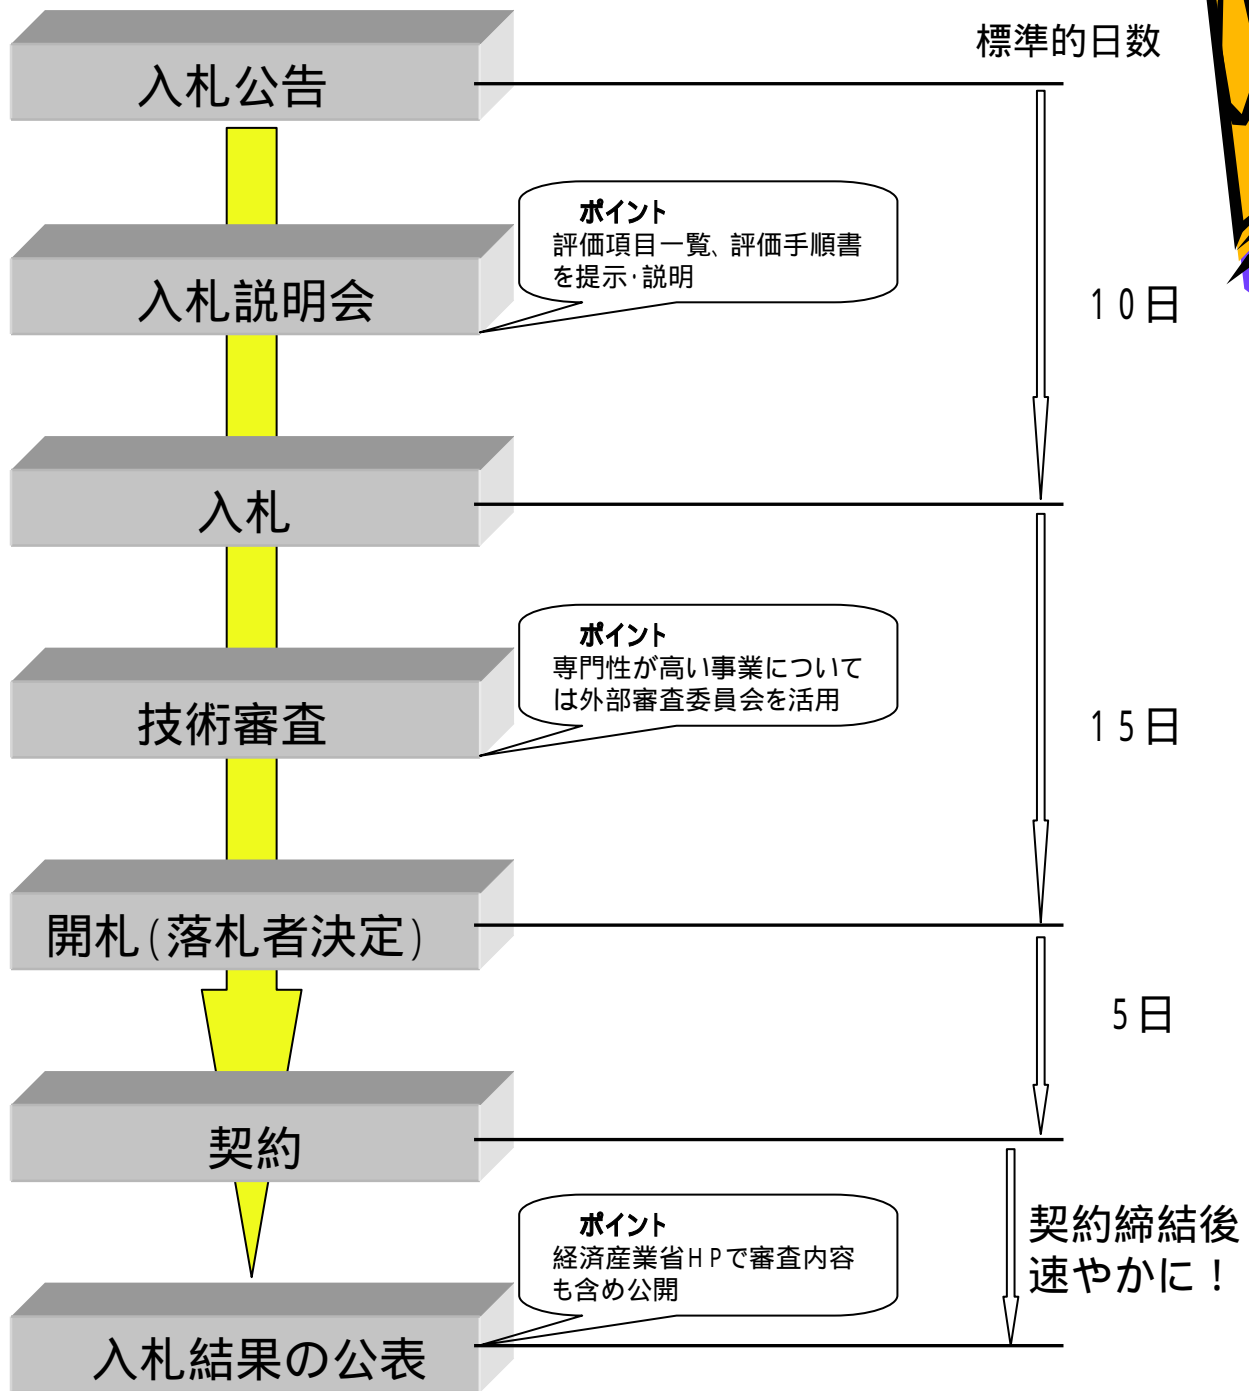 標準的日数
入札公告
ポイント
評価項目一覧、評価手順書
を提示・説明
入札説明会
10日
入札
ポイント
専門性が高い事業について
は外部審査委員会を活用
技術審査
15日
開札(落札者決定)
5日
契約
ポイント
経済産業省HPで審査内容
も含め公開
契約締結後
速やかに!
入札結果の公表